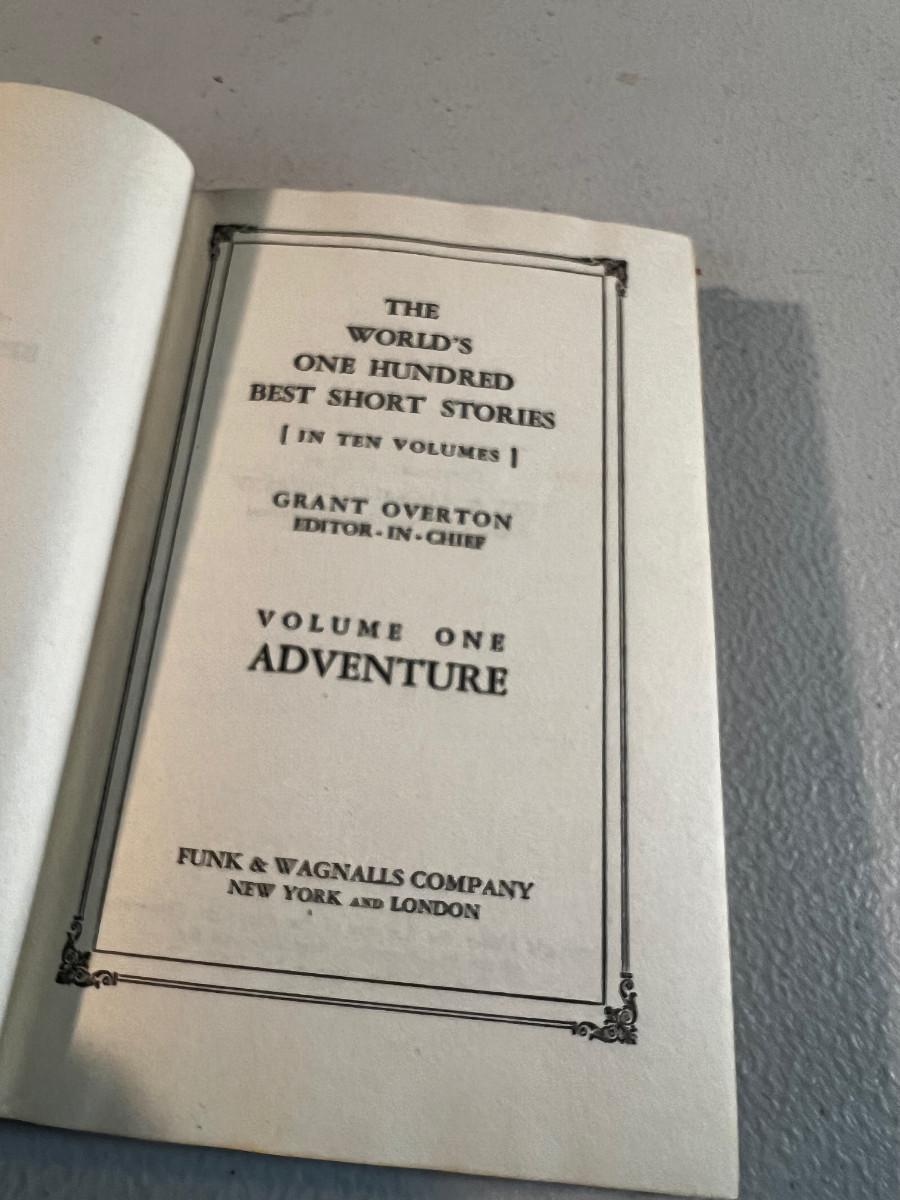 THE
WORLD'S
ONE HUNDRED
BEST SHORT STORIES
[ IN TEN VOLUMES ]
GRANT OVERTON
EDITOR-IN-CHIEF
VOLUME ONE
ADVENTURE
FUNK & WAGNALLS COMPANY
NEW YORK AND LONDON